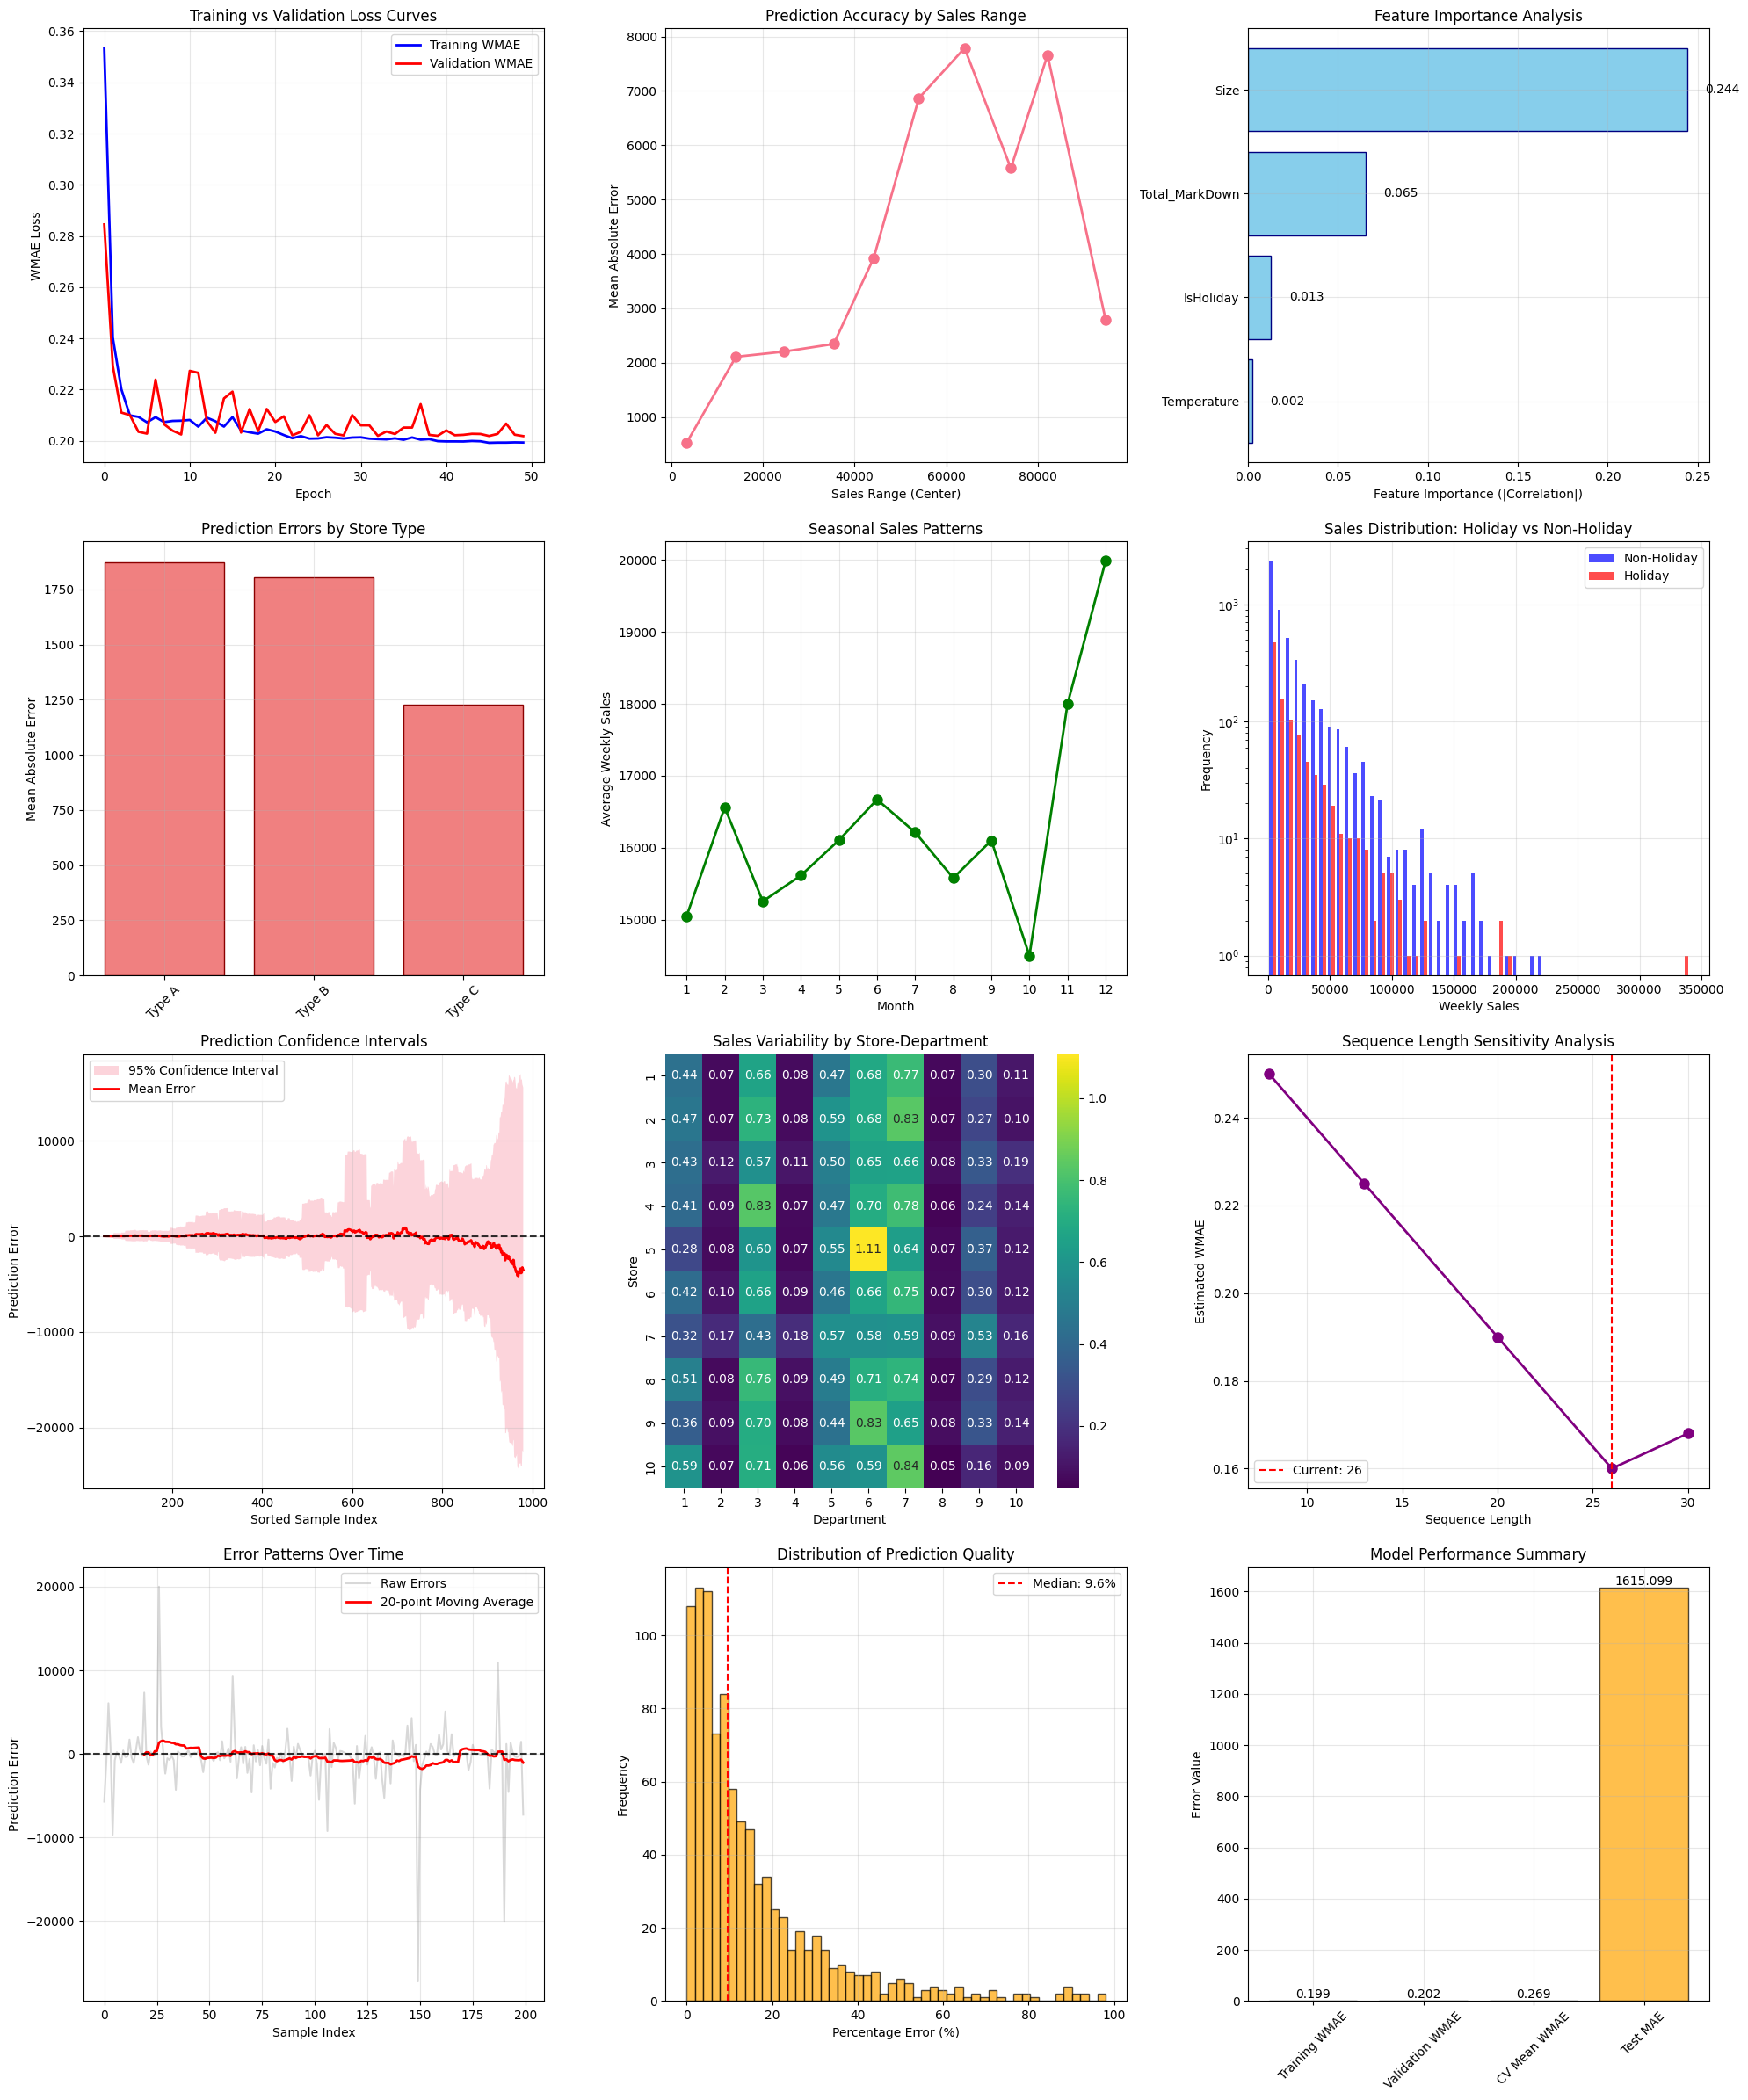 Training vs Validation Loss Curves
0.36
0.34
0.32
0.30
0.28
0.26
0.24
0.22
0.20
WMAE Loss
Training WMAE
Validation WMAE
0 10 20 30 40 50
Epoch
Prediction Accuracy by Sales Range
8000
7000
6000
5000
4000
3000
2000
1000
Mean Absolute Error
0 20000 40000 60000 80000
Sales Range (Center)
Feature Importance Analysis
Size
0.244
Total_MarkDown
0.065
IsHoliday
0.013
Temperature
0.002
0.00 0.05 0.10 0.15 0.20 0.25
Feature Importance (|Correlation|)
Prediction Errors by Store Type
1750
1500
1250
1000
750
500
250
0
Mean Absolute Error
Type A
Type B
Type C
Seasonal Sales Patterns
20000
19000
18000
17000
16000
15000
Average Weekly Sales
1 2 3 4 5 6 7 8 9 10 11 12
Month
Sales Distribution: Holiday vs Non-Holiday
Non-Holiday
Holiday
10³
10²
10¹
10⁰
Frequency
0 50000 100000 150000 200000 250000 300000 350000
Weekly Sales
Prediction Confidence Intervals
95% Confidence Interval
Mean Error
10000
0
−10000
−20000
Prediction Error
200 400 600 800 1000
Sorted Sample Index
Sales Variability by Store-Department
Store
1 0.44 0.07 0.66 0.08 0.47 0.68 0.77 0.07 0.30 0.11
2 0.47 0.07 0.73 0.08 0.59 0.68 0.83 0.07 0.27 0.10
3 0.43 0.12 0.57 0.11 0.50 0.65 0.66 0.08 0.33 0.19
4 0.41 0.09 0.83 0.07 0.47 0.70 0.78 0.06 0.24 0.14
5 0.28 0.08 0.60 0.07 0.55 1.11 0.64 0.07 0.37 0.12
6 0.42 0.10 0.66 0.09 0.46 0.66 0.75 0.07 0.30 0.12
7 0.32 0.17 0.43 0.18 0.57 0.58 0.59 0.09 0.53 0.16
8 0.51 0.08 0.76 0.09 0.49 0.71 0.74 0.07 0.29 0.12
9 0.36 0.09 0.70 0.08 0.44 0.83 0.65 0.08 0.33 0.14
10 0.59 0.07 0.71 0.06 0.56 0.59 0.84 0.05 0.16 0.09
1 2 3 4 5 6 7 8 9 10
Department
1.0
0.8
0.6
0.4
0.2
Sequence Length Sensitivity Analysis
0.24
0.22
0.20
0.18
0.16
Estimated WMAE
Current: 26
10 15 20 25 30
Sequence Length
Error Patterns Over Time
Raw Errors
20-point Moving Average
20000
10000
0
−10000
−20000
Prediction Error
0 25 50 75 100 125 150 175 200
Sample Index
Distribution of Prediction Quality
Median: 9.6%
100
80
60
40
20
0
Frequency
0 20 40 60 80 100
Percentage Error (%)
Model Performance Summary
1615.099
1600
1400
1200
1000
800
600
400
200
0
Error Value
0.199
0.202
0.269
Training WMAE
Validation WMAE
CV Mean WMAE
Test MAE